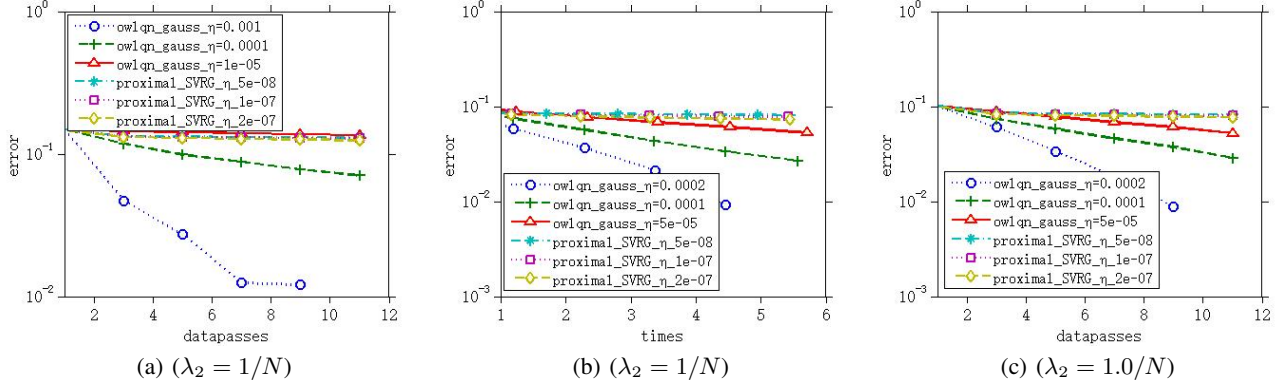 10^0
10^-1
10^-2
error
2 4 6 8 10 12
datapasses
owlqn_gauss_η=0.001
owlqn_gauss_η=0.0001
owlqn_gauss_η=1e-05
proximal_SVRG_η_5e-08
proximal_SVRG_η_1e-07
proximal_SVRG_η_2e-07
(a) (λ₂ = 1/N)
10^0
10^-1
10^-2
10^-3
error
1 2 3 4 5 6
times
owlqn_gauss_η=0.0002
owlqn_gauss_η=0.0001
owlqn_gauss_η=5e-05
proximal_SVRG_η_5e-08
proximal_SVRG_η_1e-07
proximal_SVRG_η_2e-07
(b) (λ₂ = 1/N)
10^0
10^-1
10^-2
10^-3
error
2 4 6 8 10 12
datapasses
owlqn_gauss_η=0.0002
owlqn_gauss_η=0.0001
owlqn_gauss_η=5e-05
proximal_SVRG_η_5e-08
proximal_SVRG_η_1e-07
proximal_SVRG_η_2e-07
(c) (λ₂ = 1.0/N)